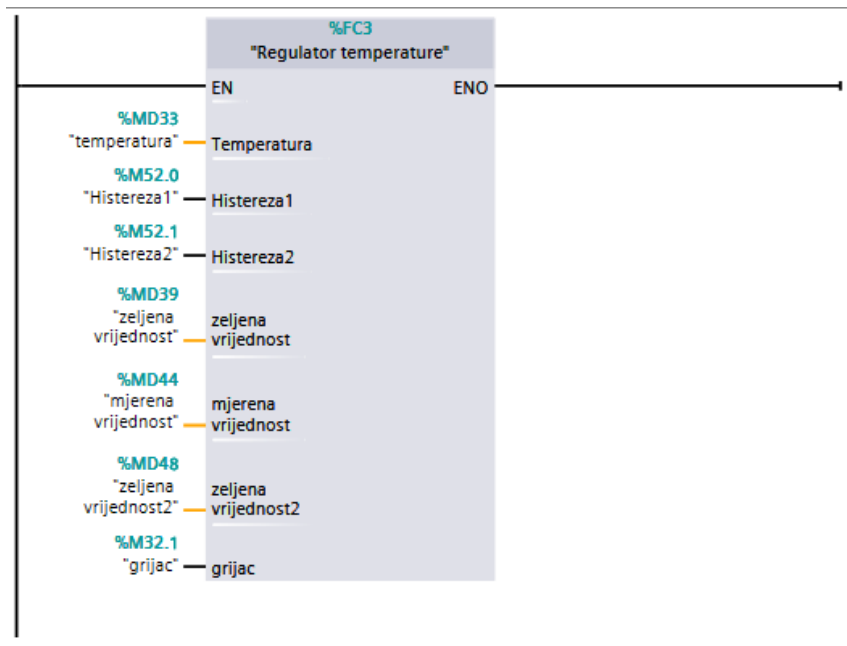 %FC3
"Regulator temperature"
EN ENO
%MD33
"temperatura" Temperatura
%M52.0
"Histereza1" Histereza1
%M52.1
"Histereza2" Histereza2
%MD39
"zeljena
vrijednost"
zeljena
vrijednost
%MD44
"mjerena
vrijednost"
mjerena
vrijednost
%MD48
"zeljena
vrijednost2"
zeljena
vrijednost2
%M32.1
"grijac" grijac